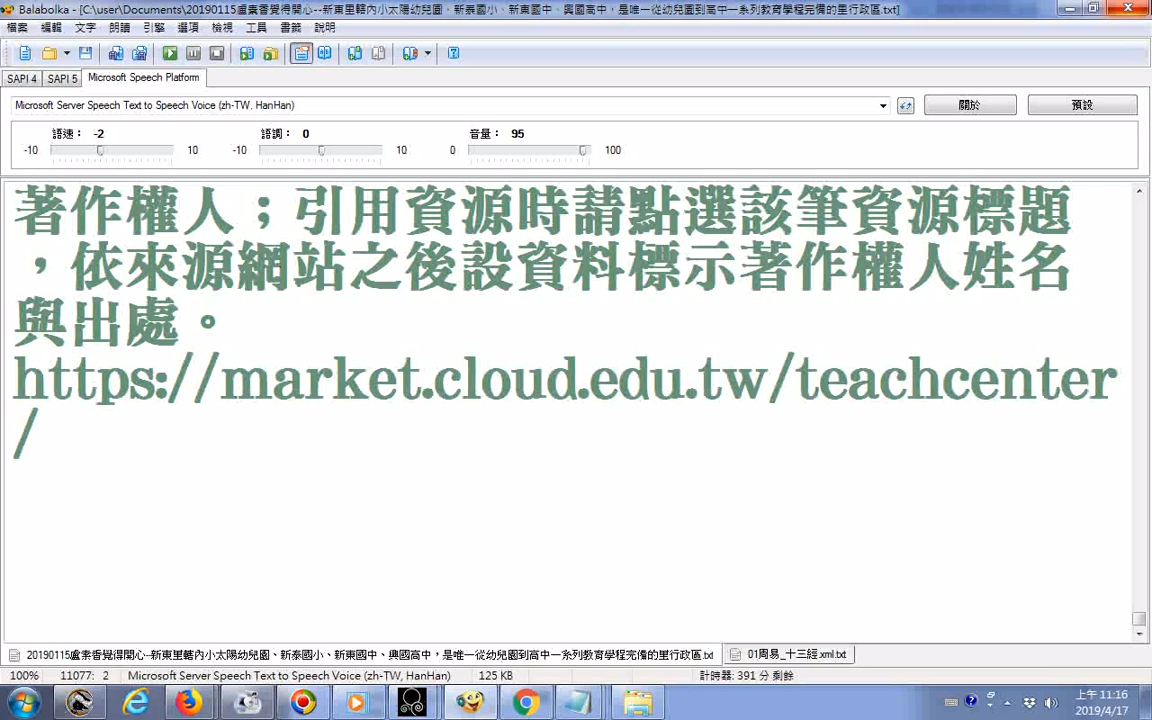 Balabolka - [C:\user\Documents\20190115盧素香覺得開心--新東里轄內小太陽幼兒園、新泰國小、新東國中、興國高中，是唯一從幼兒園到高中一系列教育學程完備的里行政區.txt]
檔案 編輯 文字 朗讀 引擎 選項 檢視 工具 書籤 說明
SAPI 4 SAPI 5 Microsoft Speech Platform
Microsoft Server Speech Text to Speech Voice (zh-TW, HanHan) 關於 預設
語速： -2 語調： 0 音量： 95
-10 10 -10 10 0 100
著作權人；引用資源時請點選該筆資源標題
，依來源網站之後設資料標示著作權人姓名
與出處。
https://market.cloud.edu.tw/teachcenter
/
20190115盧素香覺得開心--新東里轄內小太陽幼兒園、新泰國小、新東國中、興國高中，是唯一從幼兒園到高中一系列教育學程完備的里行政區.txt 01周易_十三經.xml.txt
100% 11077: 2 Microsoft Server Speech Text to Speech Voice (zh-TW, HanHan) 125 KB 計時器: 391 分 剩餘
上午 11:16
2019/4/17